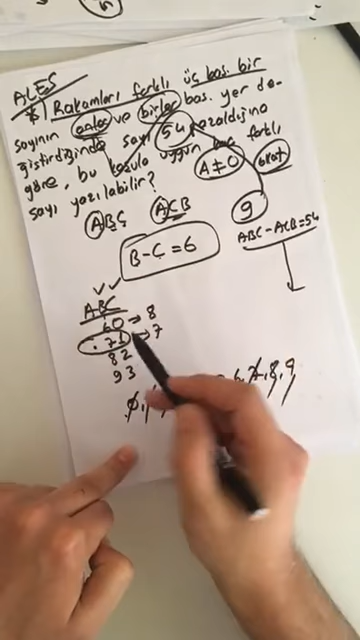 ALES
*) Rakamları farklı üç bas. bir
sayının onlar ve birler bas. yer de-
ğiştirdiğinde sayı 54 azaldığına
göre, bu koşula uygun kaç farklı
sayı yazılabilir?
A≠0
ABC ACB
9
B-C=6
ABC-ACB=54
ABC
60→8
71→7
82
93
8,9